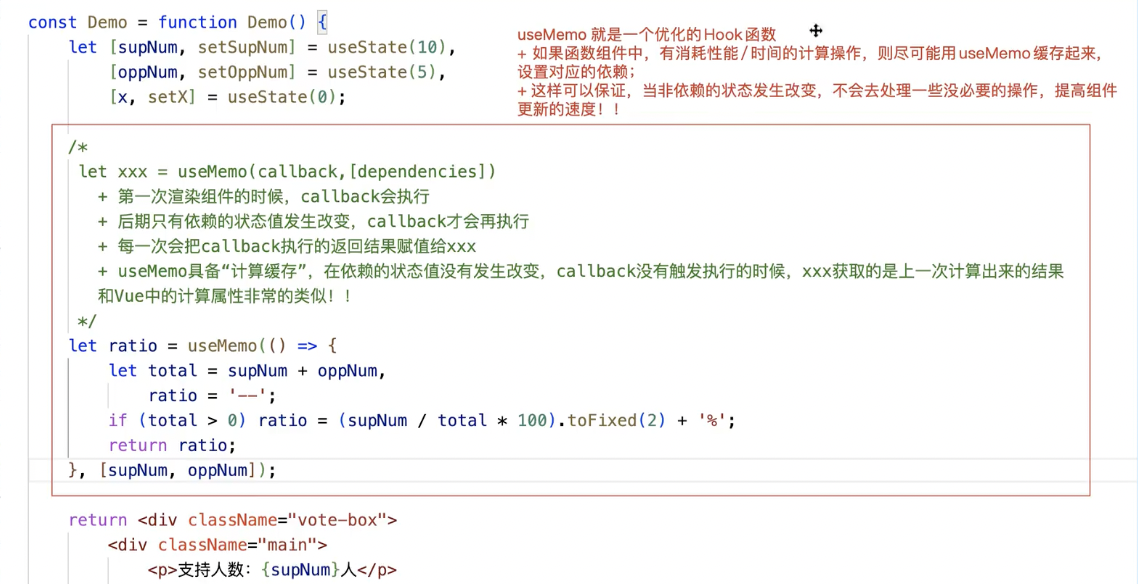 const Demo = function Demo() {
let [supNum, setSupNum] = useState(10),
[oppNum, setOppNum] = useState(5),
[x, setX] = useState(0);
useMemo 就是一个优化的Hook函数
+ 如果函数组件中，有消耗性能/时间的计算操作，则尽可能用useMemo缓存起来，
设置对应的依赖；
+ 这样可以保证，当非依赖的状态发生改变，不会去处理一些没必要的操作，提高组件
更新的速度！！
/*
let xxx = useMemo(callback,[dependencies])
+ 第一次渲染组件的时候，callback会执行
+ 后期只有依赖的状态值发生改变，callback才会再执行
+ 每一次会把callback执行的返回结果赋值给xxx
+ useMemo具备“计算缓存”，在依赖的状态值没有发生改变，callback没有触发执行的时候，xxx获取的是上一次计算出来的结果
和Vue中的计算属性非常的类似！！
*/
let ratio = useMemo(() => {
let total = supNum + oppNum,
ratio = '--';
if (total > 0) ratio = (supNum / total * 100).toFixed(2) + '%';
return ratio;
}, [supNum, oppNum]);
return <div className="vote-box">
<div className="main">
<p>支持人数：{supNum}人</p>